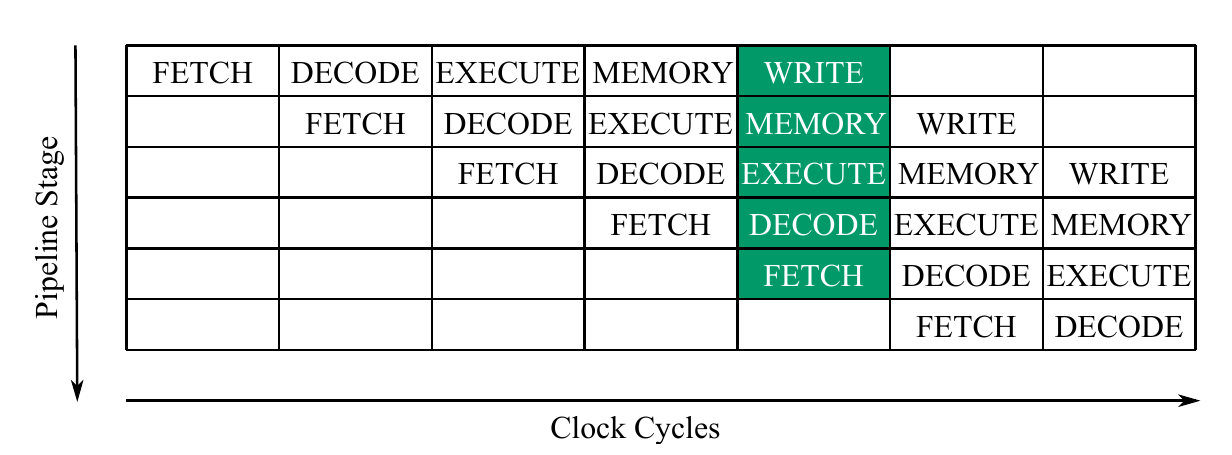 FETCH DECODE EXECUTE MEMORY WRITE
FETCH DECODE EXECUTE MEMORY WRITE
FETCH DECODE EXECUTE MEMORY WRITE
FETCH DECODE EXECUTE MEMORY
FETCH DECODE EXECUTE
FETCH DECODE
Pipeline Stage
Clock Cycles